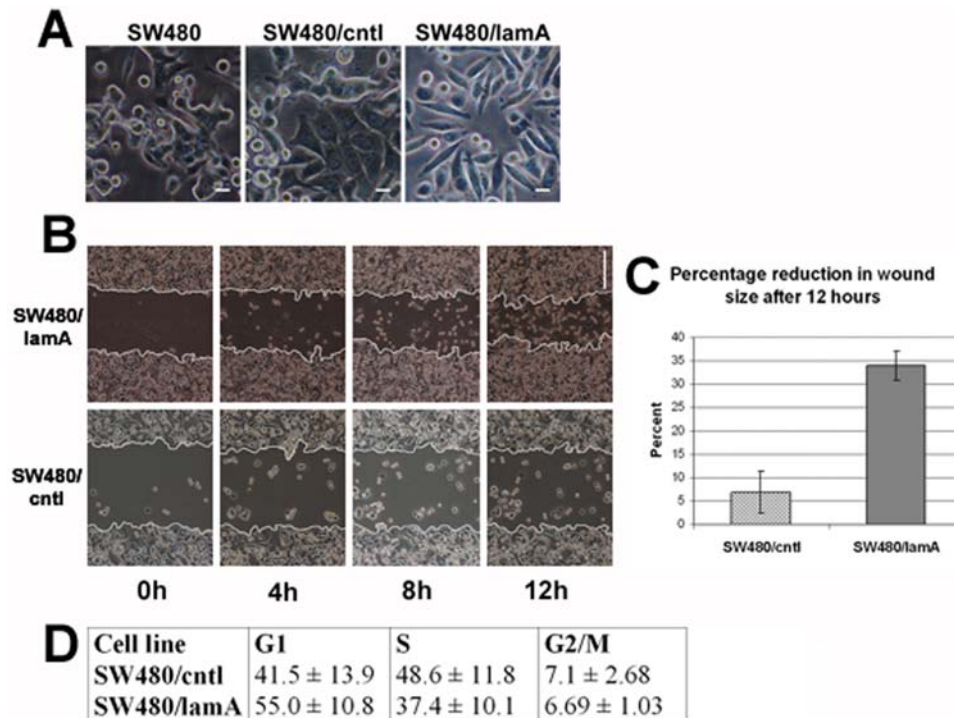 A
SW480 SW480/cntl SW480/lamA
B
SW480/
lamA
SW480/
cntl
0h 4h 8h 12h
C
Percentage reduction in wound
size after 12 hours
Percent
40
35
30
25
20
15
10
5
0
SW480/cntl SW480/lamA
D
Cell line G1 S G2/M
SW480/cntl 41.5 ± 13.9 48.6 ± 11.8 7.1 ± 2.68
SW480/lamA 55.0 ± 10.8 37.4 ± 10.1 6.69 ± 1.03